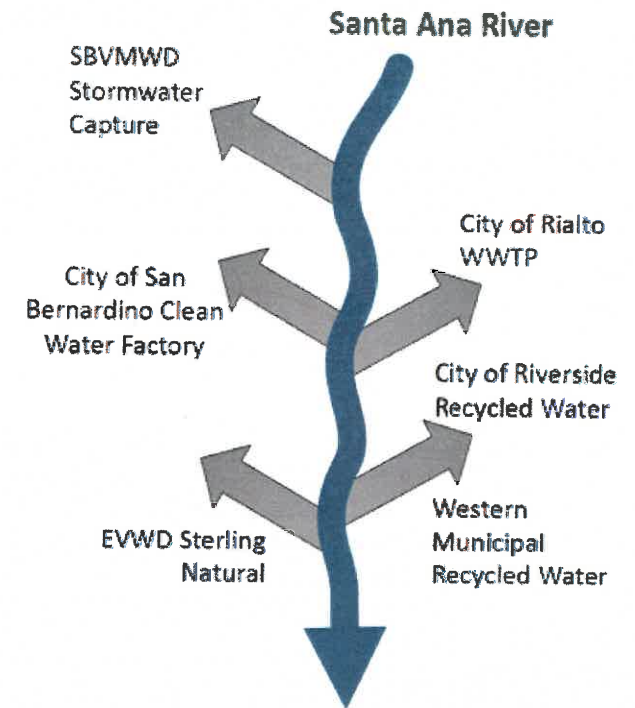 Santa Ana River
SBVMWD
Stormwater
Capture
City of Rialto
WWTP
City of San
Bernardino Clean
Water Factory
City of Riverside
Recycled Water
EVWD Sterling
Natural
Western
Municipal
Recycled Water